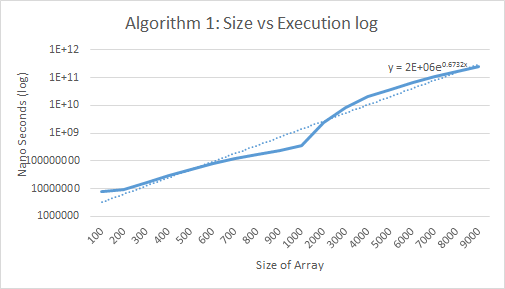 Algorithm 1: Size vs Execution log
1E+12
1E+11
1E+10
1E+09
100000000
10000000
1000000
Nano Seconds (log)
y = 2E+06e^0.6732x
100 200 300 400 500 600 700 800 900 1000 2000 3000 4000 5000 6000 7000 8000 9000
Size of Array